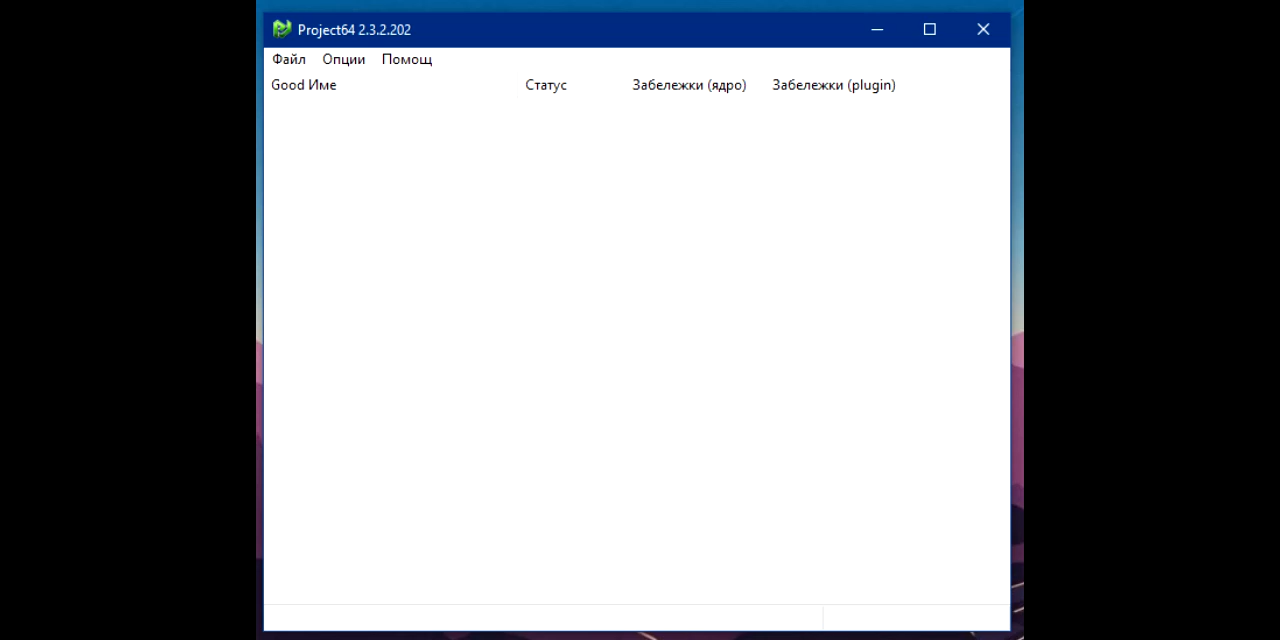 Project64 2.3.2.202
Файл Опции Помощ
Good Име Статус Забележки (ядро) Забележки (plugin)